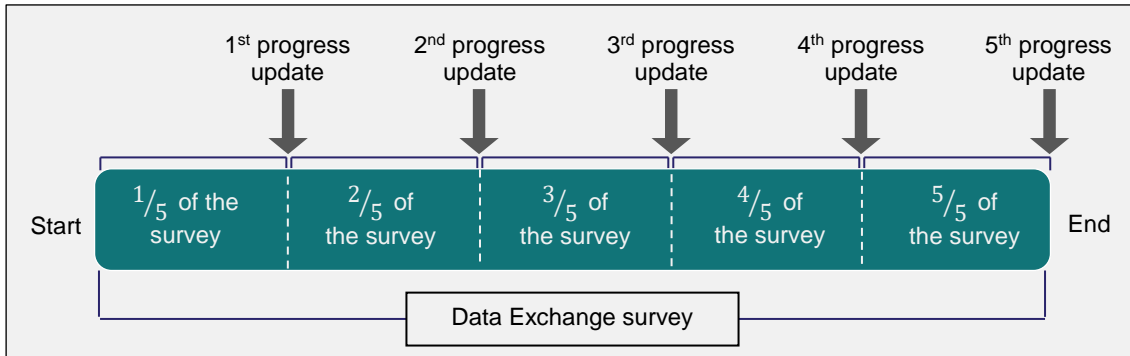 1st progress
update
2nd progress
update
3rd progress
update
4th progress
update
5th progress
update
Start
1/5 of the
survey
2/5 of
the survey
3/5 of
the survey
4/5 of
the survey
5/5 of
the survey
End
Data Exchange survey